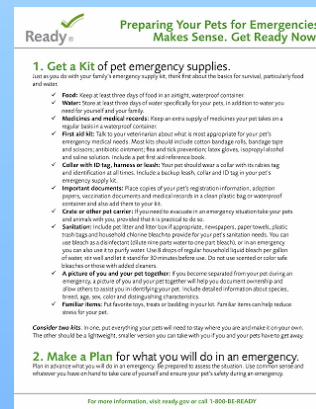 Ready
Preparing Your Pets for Emergencies
Makes Sense. Get Ready Now
1. Get a Kit of pet emergency supplies.
Just as you do with your family's emergency supply kit, think first about the basics for survival, particularly food
and water.
✓ Food: Keep at least three days of food in an airtight, waterproof container.
✓ Water: Store at least three days of water specifically for your pets, in addition to water you
need for yourself and your family.
✓ Medicines and medical records: Keep an extra supply of medicines your pet takes on a
regular basis in a waterproof container.
✓ First aid kit: Talk to your veterinarian about what is most appropriate for your pet's
emergency medical needs. Most kits should include cotton bandage rolls, bandage tape
and scissors; antibiotic ointment; flea and tick prevention; latex gloves, isopropyl alcohol
and saline solution. Include a pet first aid reference book.
✓ Collar with ID tag, harness or leash: Your pet should wear a collar with its rabies tag
and identification at all times. Include a backup leash, collar and ID tag in your pet's
emergency supply kit.
✓ Important documents: Place copies of your pet's registration information, adoption
papers, vaccination documents and medical records in a clean plastic bag or waterproof
container and also add them to your kit.
✓ Crate or other pet carrier: If you need to evacuate in an emergency situation take your pets
and animals with you, provided that it is practical to do so.
✓ Sanitation: Include pet litter and litter box if appropriate, newspapers, paper towels, plastic
trash bags and household chlorine bleach to provide for your pet's sanitation needs. You can
use bleach as a disinfectant (dilute nine parts water to one part bleach), or in an emergency
you can also use it to purify water. Use 8 drops of regular household liquid bleach per gallon
of water, stir well and let it stand for 30 minutes before use. Do not use scented or color safe
bleaches or those with added cleaners.
✓ A picture of you and your pet together: If you become separated from your pet during an
emergency, a picture of you and your pet together will help you document ownership and
allow others to assist you in identifying your pet. Include detailed information about species,
breed, age, sex, color and distinguishing characteristics.
✓ Familiar items: Put favorite toys, treats or bedding in your kit. Familiar items can help reduce
stress for your pet.
Consider two kits. In one, put everything your pets will need to stay where you are and make it on your own.
The other should be a lightweight, smaller version you can take with you if you and your pets have to get away.
2. Make a Plan for what you will do in an emergency.
Plan in advance what you will do in an emergency. Be prepared to assess the situation. Use common sense and
whatever you have on hand to take care of yourself and ensure your pet's safety during an emergency.
For more information, visit ready.gov or call 1-800-BE-READY